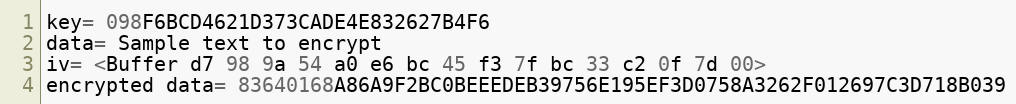 1 key= 098F6BCD4621D373CADE4E832627B4F6
2 data= Sample text to encrypt
3 iv= <Buffer d7 98 9a 54 a0 e6 bc 45 f3 7f bc 33 c2 0f 7d 00>
4 encrypted data= 83640168A86A9F2BC0BEEEDEB39756E195EF3D0758A3262F012697C3D718B039